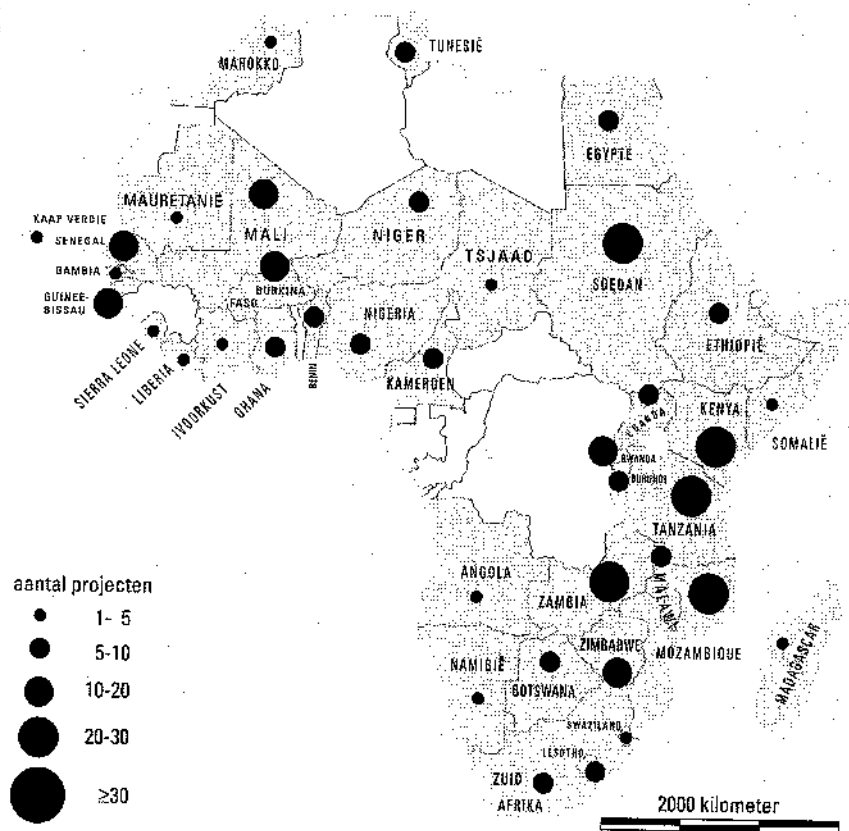 MAROKKO
TUNESIË
EGYPTE
MAURETANIË
KAAP VERDIE
SENEGAL
GAMBIA
GUINEE-
BISSAU
MALI
NIGER
TSJAAD
SOEDAN
BURKINA
FASO
NIGERIA
ETHIOPIË
SIERRA LEONE
LIBERIA
IVOORKUST
GHANA
BENIN
KAMEROEN
UGANDA
KENYA
SOMALIË
RWANDA
BURUNDI
TANZANIA
ANGOLA
ZAMBIA
MALAWI
MOZAMBIQUE
MADAGASCAR
ZIMBABWE
NAMIBIË
BOTSWANA
SWAZILAND
LESOTHO
ZUID
AFRIKA
aantal projecten
1- 5
5-10
10-20
20-30
≥30
2000 kilometer